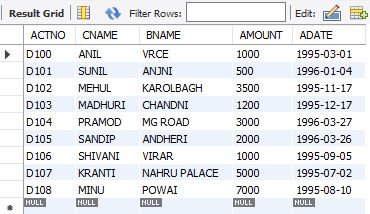 Result Grid Filter Rows: Edit:
ACTNO CNAME BNAME AMOUNT ADATE
D100 ANIL VRCE 1000 1995-03-01
D101 SUNIL ANJNI 500 1996-01-04
D102 MEHUL KAROLBAGH 3500 1995-11-17
D103 MADHURI CHANDNI 1200 1995-12-17
D104 PRAMOD MG ROAD 3000 1996-03-27
D105 SANDIP ANDHERI 2000 1996-03-26
D106 SHIVANI VIRAR 1000 1995-09-05
D107 KRANTI NAHRU PALACE 5000 1995-07-02
D108 MINU POWAI 7000 1995-08-10
NULL NULL NULL NULL NULL